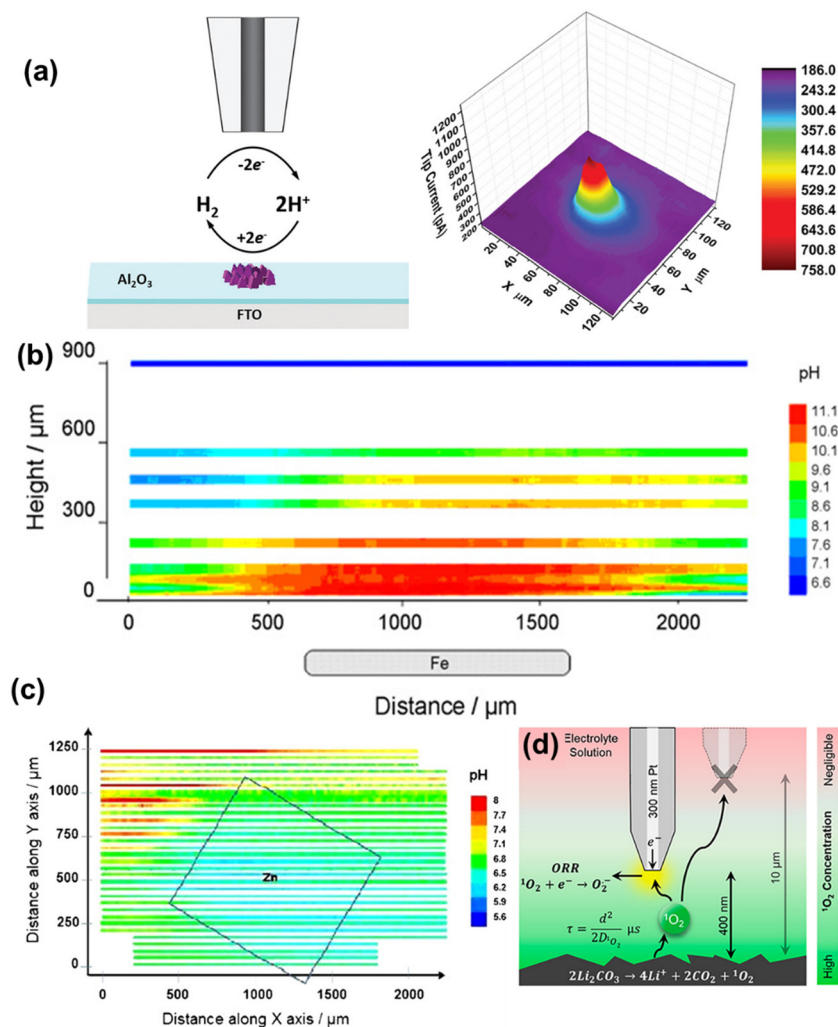 (a)
-2e-
H₂ 2H⁺
+2e-
Al₂O₃
FTO
Tip Current (pA)
1200
1100
1000
900
800
700
600
500
400
300
200
20
40
60
80
100
120
X µm
20
40
60
80
100
120
Y µm
186.0
243.2
300.4
357.6
414.8
472.0
529.2
586.4
643.6
700.8
758.0
(b)
Height / µm
900
600
300
0
0 500 1000 1500 2000
Fe
Distance / µm
pH
11.1
10.6
10.1
9.6
9.1
8.6
8.1
7.6
7.1
6.6
(c)
Distance along Y axis / µm
1250
1000
750
500
250
0
Zn
0 500 1000 1500 2000
Distance along X axis / µm
pH
8
7.7
7.4
7.1
6.8
6.5
6.2
5.9
5.6
(d)
Electrolyte
Solution
300 nm Pt
e⁻
ORR
¹O₂ + e⁻ → O₂⁻
¹O₂
τ = d²/2D¹O₂ µs
400 nm
10 µm
2Li₂CO₃ → 4Li⁺ + 2CO₂ + ¹O₂
Negligible
¹O₂ Concentration
High